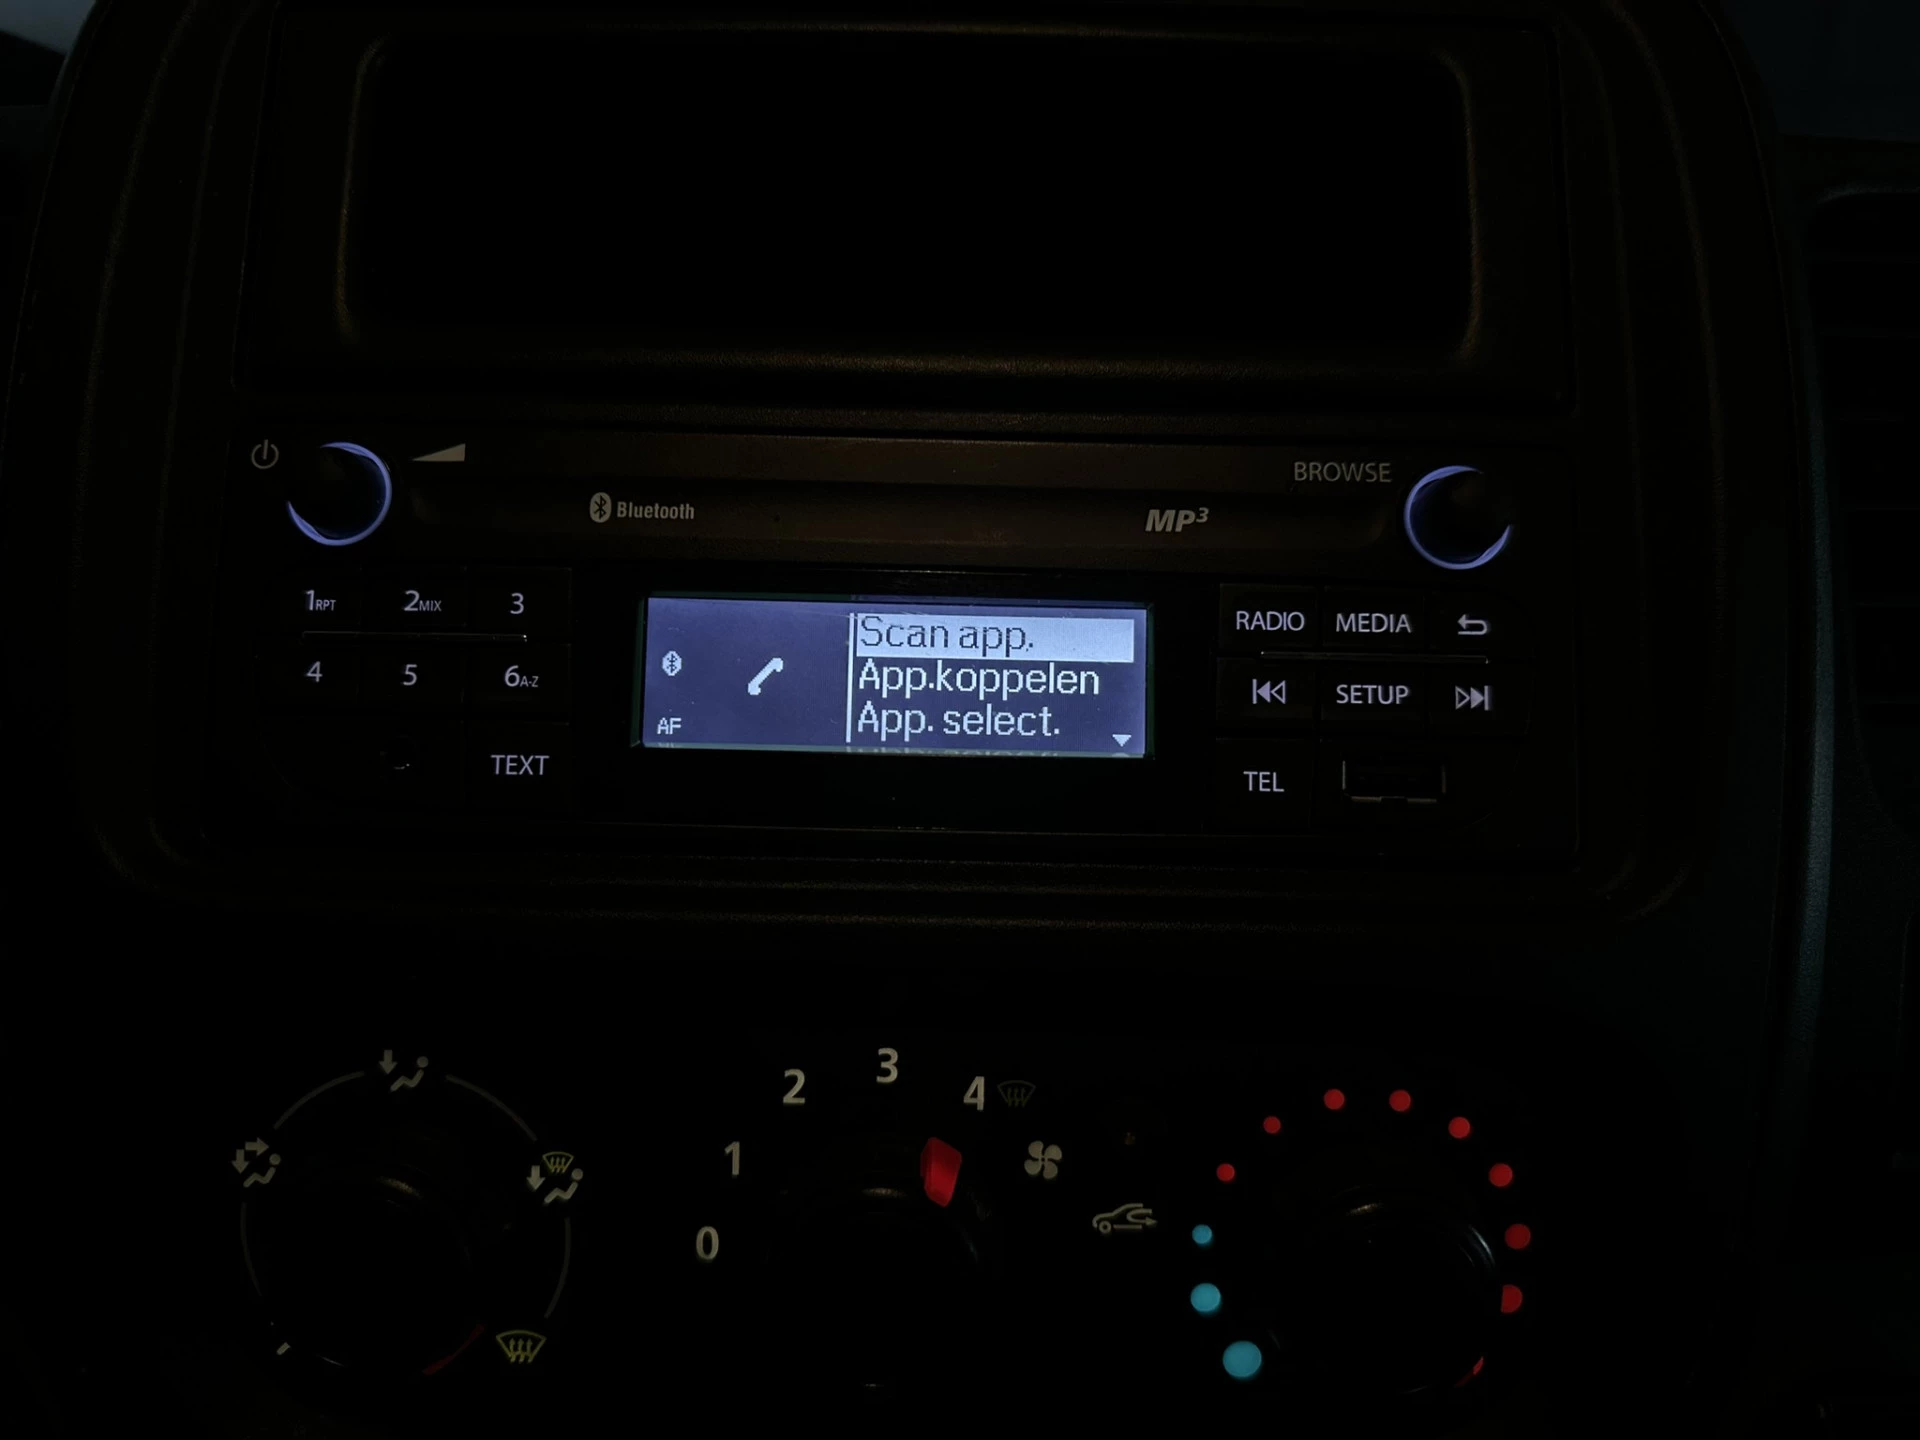 BROWSE
Bluetooth
MP3
1RPT 2MIX 3
4 5 6A-Z
TEXT
Scan app.
App.koppelen
App. select.
AF
RADIO MEDIA
SETUP
TEL
0 1 2 3 4